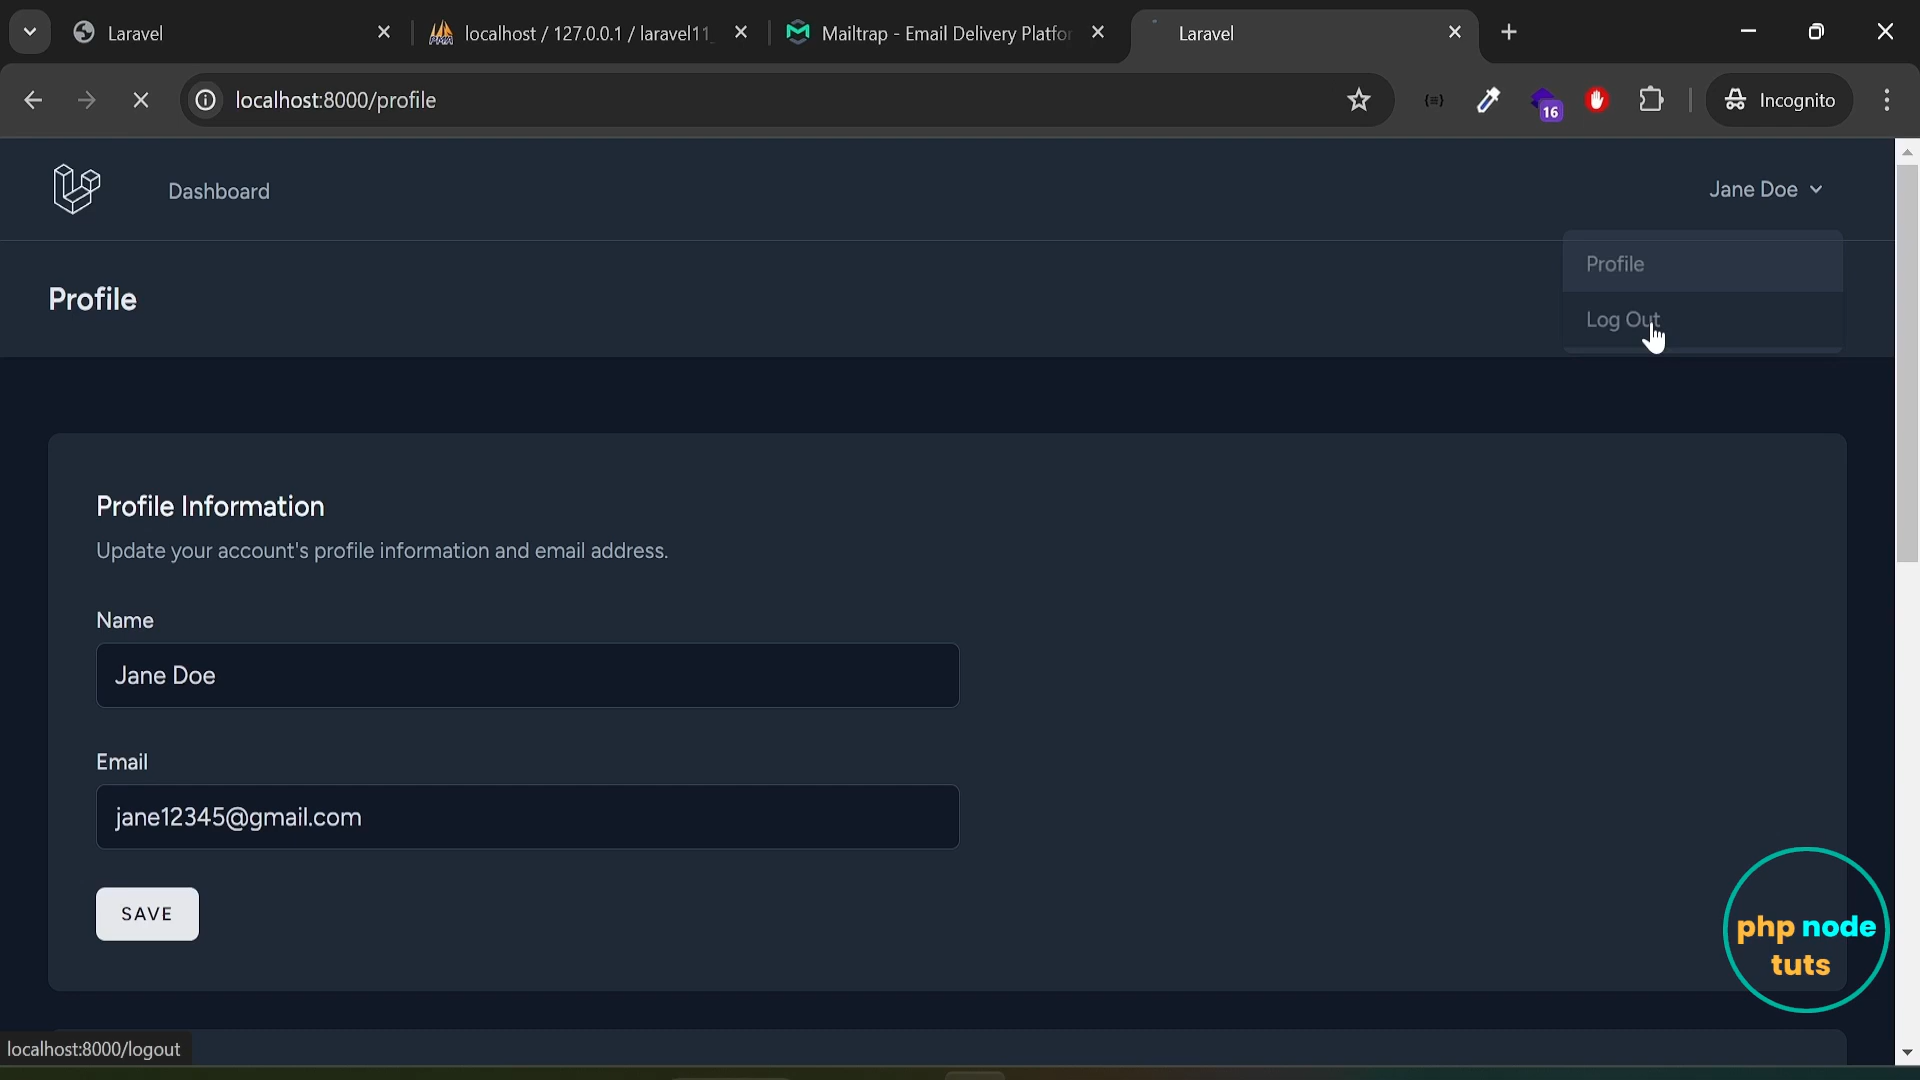 Laravel
localhost / 127.0.0.1 / laravel11_
Mailtrap - Email Delivery Platfor
Laravel
localhost:8000/profile
16
Incognito
Dashboard
Jane Doe
Profile
Log Out
Profile
Profile Information
Update your account's profile information and email address.
Name
Jane Doe
Email
jane12345@gmail.com
SAVE
php node
tuts
localhost:8000/logout